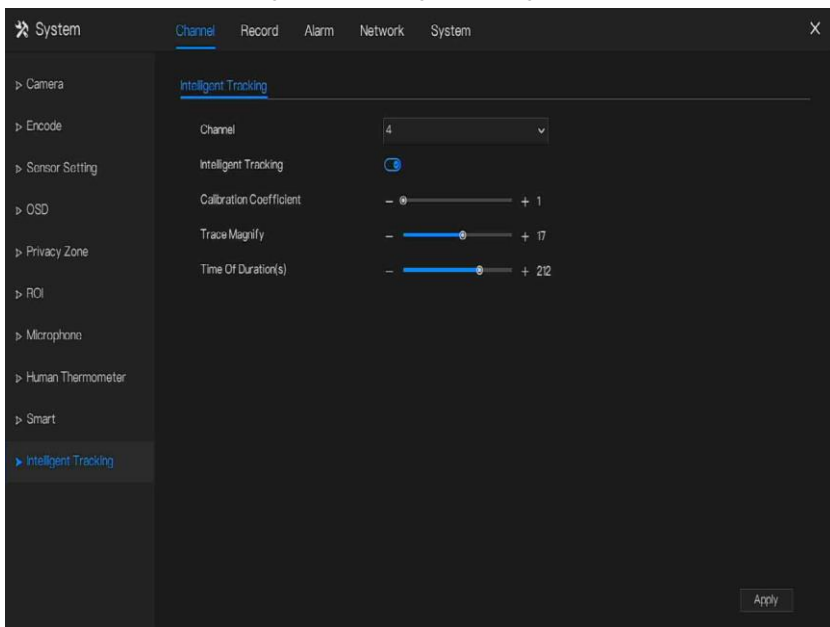 System
Channel Record Alarm Network System X
Camera
Encode
Sensor Setting
OSD
Privacy Zone
ROI
Microphone
Human Thermometer
Smart
Intelligent Tracking
Intelligent Tracking
Channel 4
Intelligent Tracking
Calibration Coefficient − + 1
Trace Magnify − + 17
Time Of Duration(s) − + 212
Apply